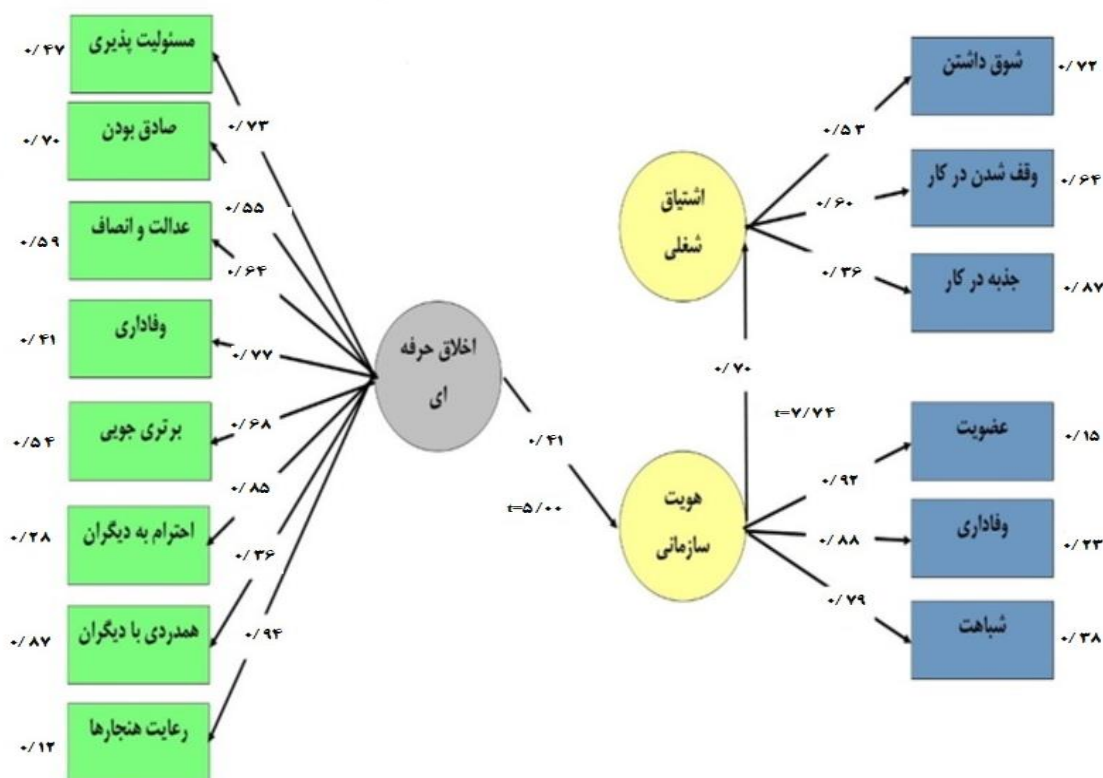 مسئولیت پذیری
۰/۴۷
۰/۷۳
صادق بودن
۰/۷۰
۰/۵۵
عدالت و انصاف
۰/۵۹
۰/۶۴
وفاداری
۰/۴۱
۰/۷۷
برتری جویی
۰/۵۴
۰/۶۸
احترام به دیگران
۰/۲۸
۰/۸۵
همدردی با دیگران
۰/۸۷
۰/۳۶
رعایت هنجارها
۰/۱۲
۰/۹۴
اخلاق حرفه
ای
۰/۴۱
t=۵/۰۰
هویت
سازمانی
۰/۷۰
t=۷/۷۴
اشتیاق
شغلی
شوق داشتن
۰/۷۲
۰/۵۳
وقف شدن در کار
۰/۶۴
۰/۶۰
جذبه در کار
۰/۸۷
۰/۳۶
عضویت
۰/۱۵
۰/۹۲
وفاداری
۰/۲۳
۰/۸۸
شباهت
۰/۳۸
۰/۷۹